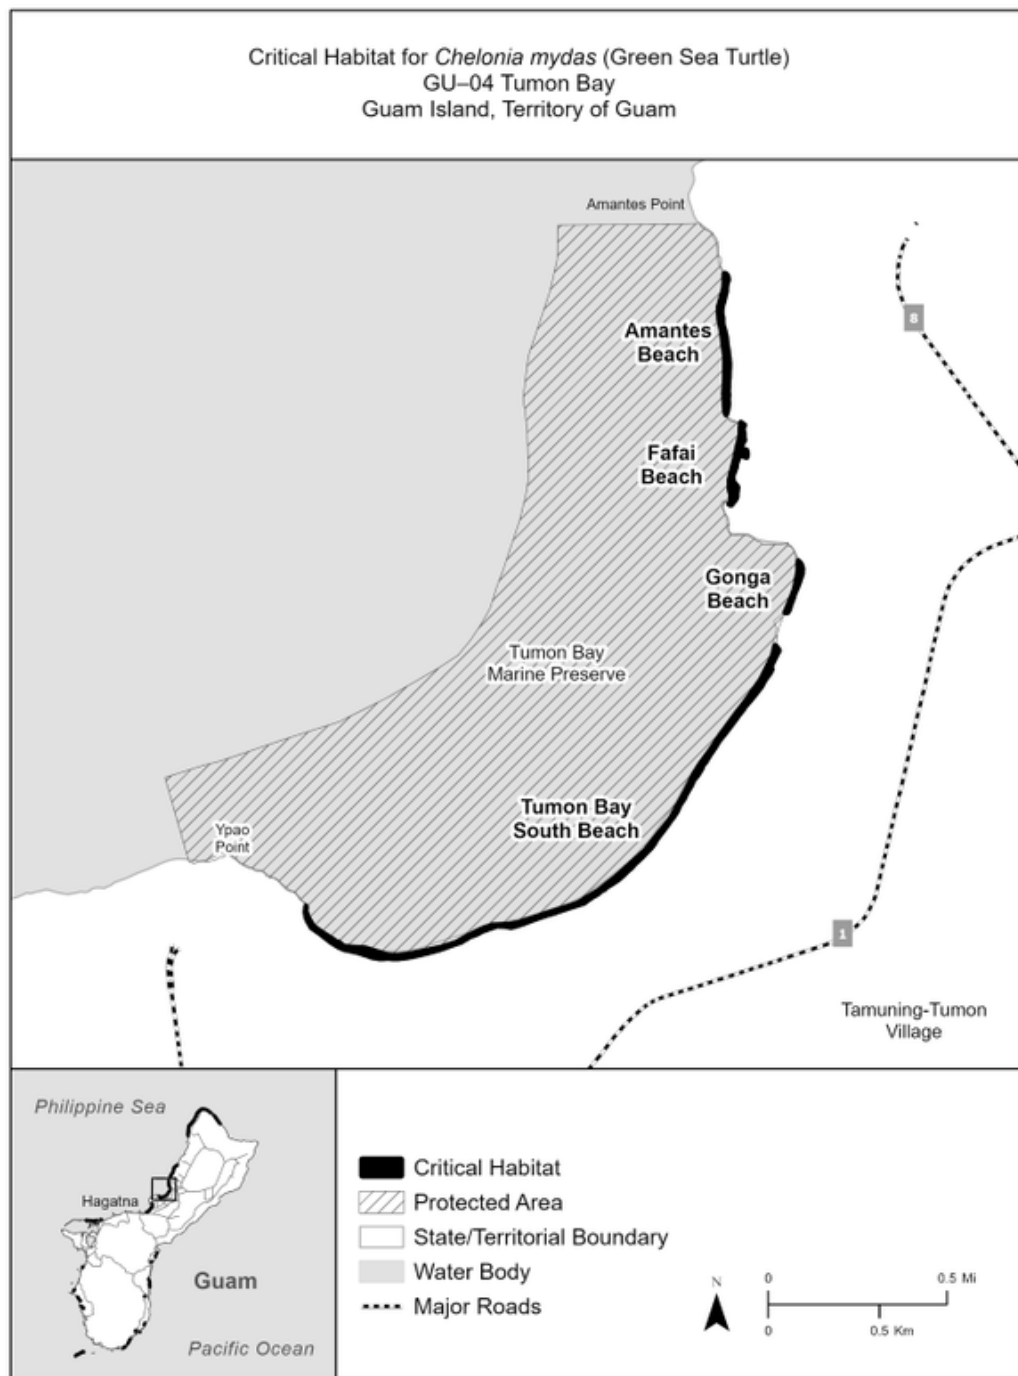 Critical Habitat for Chelonia mydas (Green Sea Turtle)
GU–04 Tumon Bay
Guam Island, Territory of Guam
Amantes Point
8
Amantes
Beach
Fafai
Beach
Gonga
Beach
Tumon Bay
Marine Preserve
Tumon Bay
South Beach
Ypao
Point
1
Tamuning-Tumon
Village
Philippine Sea
Hagatna
Guam
Pacific Ocean
Critical Habitat
Protected Area
State/Territorial Boundary
Water Body
Major Roads
N
0 0.5 Mi
0 0.5 Km